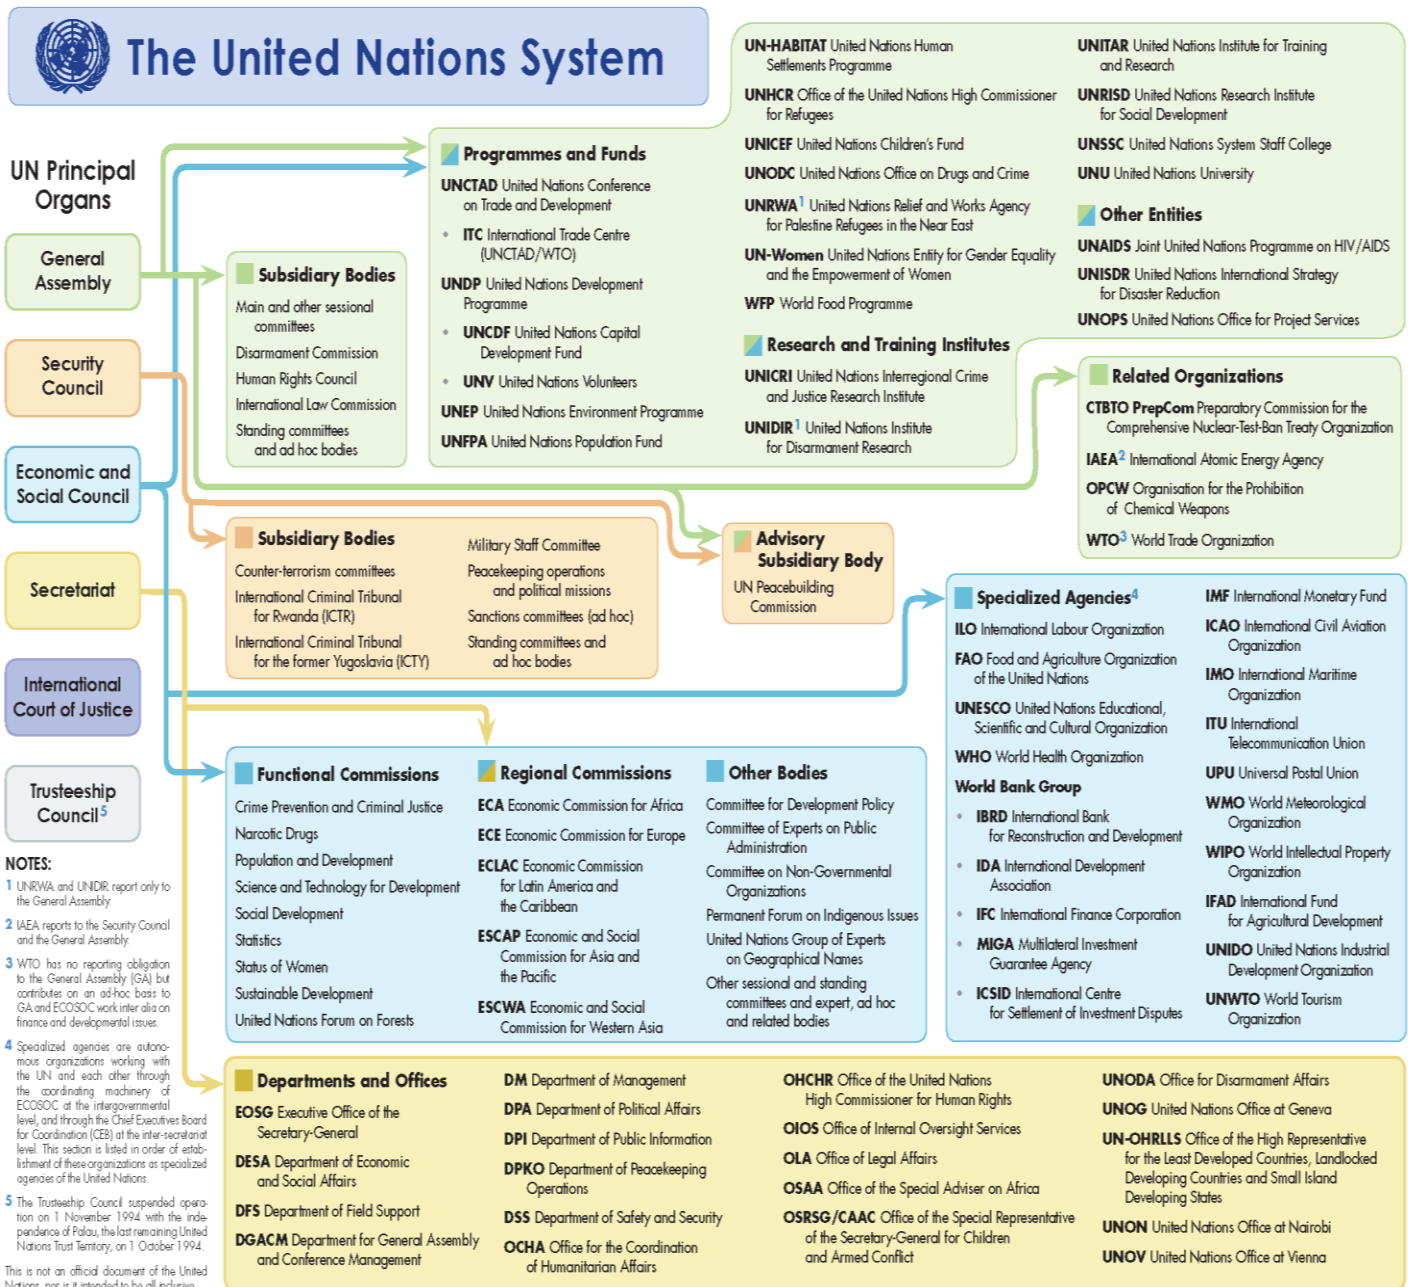 The United Nations System
UN Principal
Organs
General
Assembly
Security
Council
Economic and
Social Council
Secretariat
International
Court of Justice
Trusteeship
Council5
NOTES:
1 UNRWA and UNIDIR report only to
the General Assembly.
2 IAEA reports to the Security Council
and the General Assembly.
3 WTO has no reporting obligation
to the General Assembly (GA) but
contributes on an ad-hoc basis to
GA and ECOSOC work inter alia on
finance and developmental issues.
4 Specialized agencies are autono-
mous organizations working with
the UN and each other through
the coordinating machinery of
ECOSOC at the intergovernmental
level, and through the Chief Executives Board
for Coordination (CEB) at the inter-secretariat
level. This section is listed in order of estab-
lishment of these organizations as specialized
agencies of the United Nations.
5 The Trusteeship Council suspended opera-
tion on 1 November 1994 with the inde-
pendence of Palau, the last remaining United
Nations Trust Territory, on 1 October 1994.
This is not an official document of the United
Nations, nor is it intended to be all inclusive.
Subsidiary Bodies
Main and other sessional
committees
Disarmament Commission
Human Rights Council
International Law Commission
Standing committees
and ad hoc bodies
Programmes and Funds
UNCTAD United Nations Conference
on Trade and Development
• ITC International Trade Centre
(UNCTAD/WTO)
UNDP United Nations Development
Programme
• UNCDF United Nations Capital
Development Fund
• UNV United Nations Volunteers
UNEP United Nations Environment Programme
UNFPA United Nations Population Fund
UN-HABITAT United Nations Human
Settlements Programme
UNHCR Office of the United Nations High Commissioner
for Refugees
UNICEF United Nations Children's Fund
UNODC United Nations Office on Drugs and Crime
UNRWA1 United Nations Relief and Works Agency
for Palestine Refugees in the Near East
UN-Women United Nations Entity for Gender Equality
and the Empowerment of Women
WFP World Food Programme
Research and Training Institutes
UNICRI United Nations Interregional Crime
and Justice Research Institute
UNIDIR1 United Nations Institute
for Disarmament Research
UNITAR United Nations Institute for Training
and Research
UNRISD United Nations Research Institute
for Social Development
UNSSC United Nations System Staff College
UNU United Nations University
Other Entities
UNAIDS Joint United Nations Programme on HIV/AIDS
UNISDR United Nations International Strategy
for Disaster Reduction
UNOPS United Nations Office for Project Services
Related Organizations
CTBTO PrepCom Preparatory Commission for the
Comprehensive Nuclear-Test-Ban Treaty Organization
IAEA2 International Atomic Energy Agency
OPCW Organisation for the Prohibition
of Chemical Weapons
WTO3 World Trade Organization
Subsidiary Bodies
Counter-terrorism committees
International Criminal Tribunal
for Rwanda (ICTR)
International Criminal Tribunal
for the former Yugoslavia (ICTY)
Military Staff Committee
Peacekeeping operations
and political missions
Sanctions committees (ad hoc)
Standing committees and
ad hoc bodies
Advisory
Subsidiary Body
UN Peacebuilding
Commission
Specialized Agencies4
ILO International Labour Organization
FAO Food and Agriculture Organization
of the United Nations
UNESCO United Nations Educational,
Scientific and Cultural Organization
WHO World Health Organization
World Bank Group
• IBRD International Bank
for Reconstruction and Development
• IDA International Development
Association
• IFC International Finance Corporation
• MIGA Multilateral Investment
Guarantee Agency
• ICSID International Centre
for Settlement of Investment Disputes
IMF International Monetary Fund
ICAO International Civil Aviation
Organization
IMO International Maritime
Organization
ITU International
Telecommunication Union
UPU Universal Postal Union
WMO World Meteorological
Organization
WIPO World Intellectual Property
Organization
IFAD International Fund
for Agricultural Development
UNIDO United Nations Industrial
Development Organization
UNWTO World Tourism
Organization
Functional Commissions
Crime Prevention and Criminal Justice
Narcotic Drugs
Population and Development
Science and Technology for Development
Social Development
Statistics
Status of Women
Sustainable Development
United Nations Forum on Forests
Regional Commissions
ECA Economic Commission for Africa
ECE Economic Commission for Europe
ECLAC Economic Commission
for Latin America and
the Caribbean
ESCAP Economic and Social
Commission for Asia and
the Pacific
ESCWA Economic and Social
Commission for Western Asia
Other Bodies
Committee for Development Policy
Committee of Experts on Public
Administration
Committee on Non-Governmental
Organizations
Permanent Forum on Indigenous Issues
United Nations Group of Experts
on Geographical Names
Other sessional and standing
committees and expert, ad hoc
and related bodies
Departments and Offices
EOSG Executive Office of the
Secretary-General
DESA Department of Economic
and Social Affairs
DFS Department of Field Support
DGACM Department for General Assembly
and Conference Management
DM Department of Management
DPA Department of Political Affairs
DPI Department of Public Information
DPKO Department of Peacekeeping
Operations
DSS Department of Safety and Security
OCHA Office for the Coordination
of Humanitarian Affairs
OHCHR Office of the United Nations
High Commissioner for Human Rights
OIOS Office of Internal Oversight Services
OLA Office of Legal Affairs
OSAA Office of the Special Adviser on Africa
OSRSG/CAAC Office of the Special Representative
of the Secretary-General for Children
and Armed Conflict
UNODA Office for Disarmament Affairs
UNOG United Nations Office at Geneva
UN-OHRLLS Office of the High Representative
for the Least Developed Countries, Landlocked
Developing Countries and Small Island
Developing States
UNON United Nations Office at Nairobi
UNOV United Nations Office at Vienna